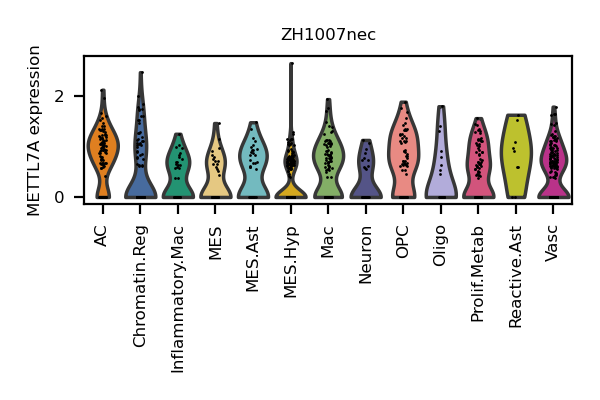 ZH1007nec
METTL7A expression
2
0
AC
Chromatin.Reg
Inflammatory.Mac
MES
MES.Ast
MES.Hyp
Mac
Neuron
OPC
Oligo
Prolif.Metab
Reactive.Ast
Vasc